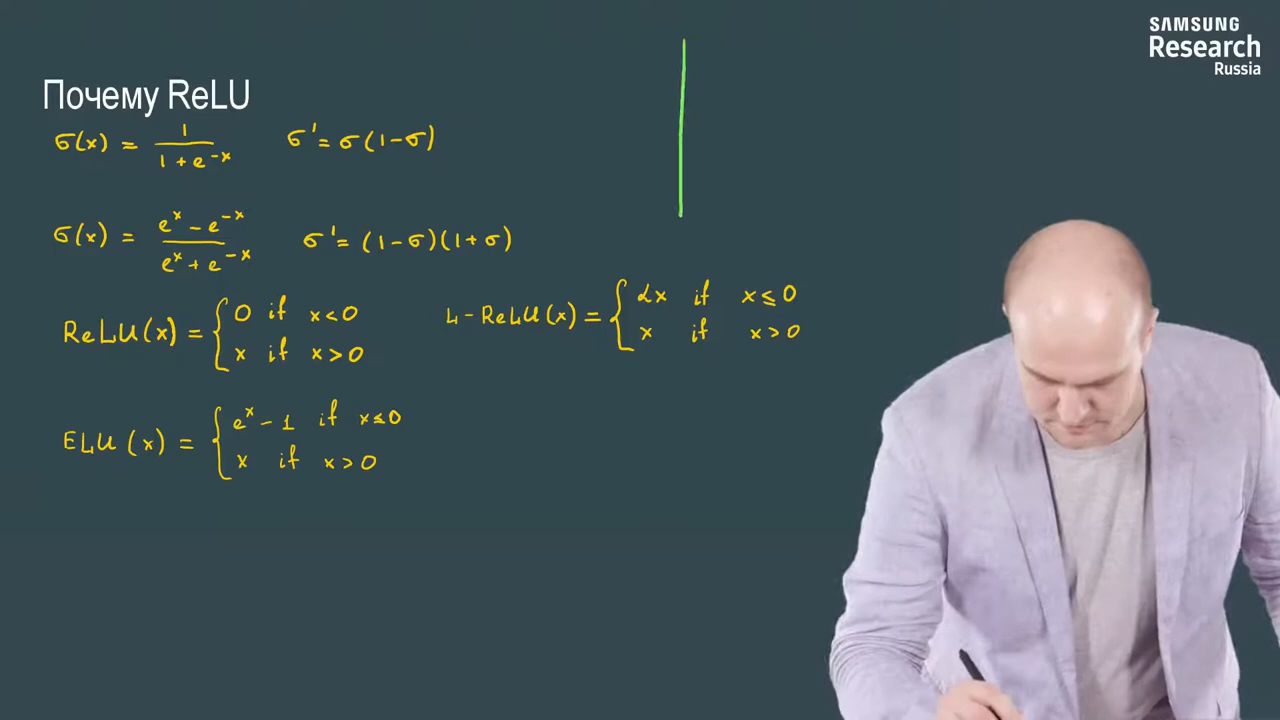 SAMSUNG
Research
Russia
Почему ReLU
σ(x) = 1 / (1 + e^-x) σ' = σ(1-σ)
σ(x) = (e^x - e^-x) / (e^x + e^-x) σ' = (1-σ)(1+σ)
ReLU(x) = { 0 if x<0
x if x>0
L-ReLU(x) = { αx if x≤0
x if x>0
ELU(x) = { e^x - 1 if x≤0
x if x>0